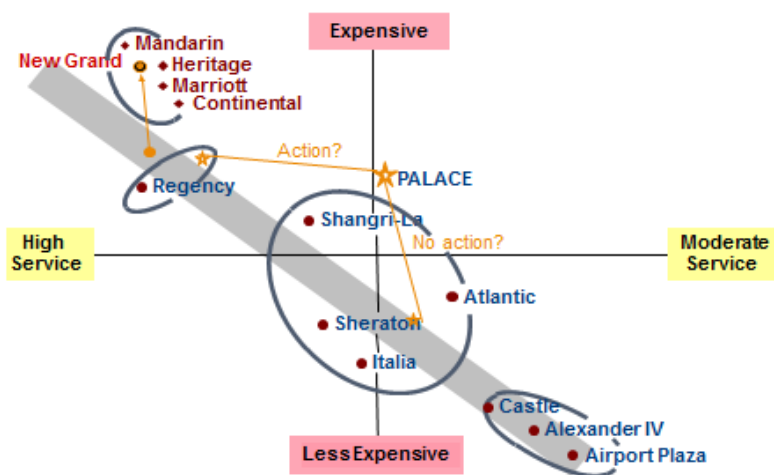 Expensive
Mandarin
New Grand
Heritage
Marriott
Continental
Action?
PALACE
Regency
Shangri-La
No action?
High
Service
Moderate
Service
Atlantic
Sheraton
Italia
Castle
Alexander IV
Airport Plaza
Less Expensive